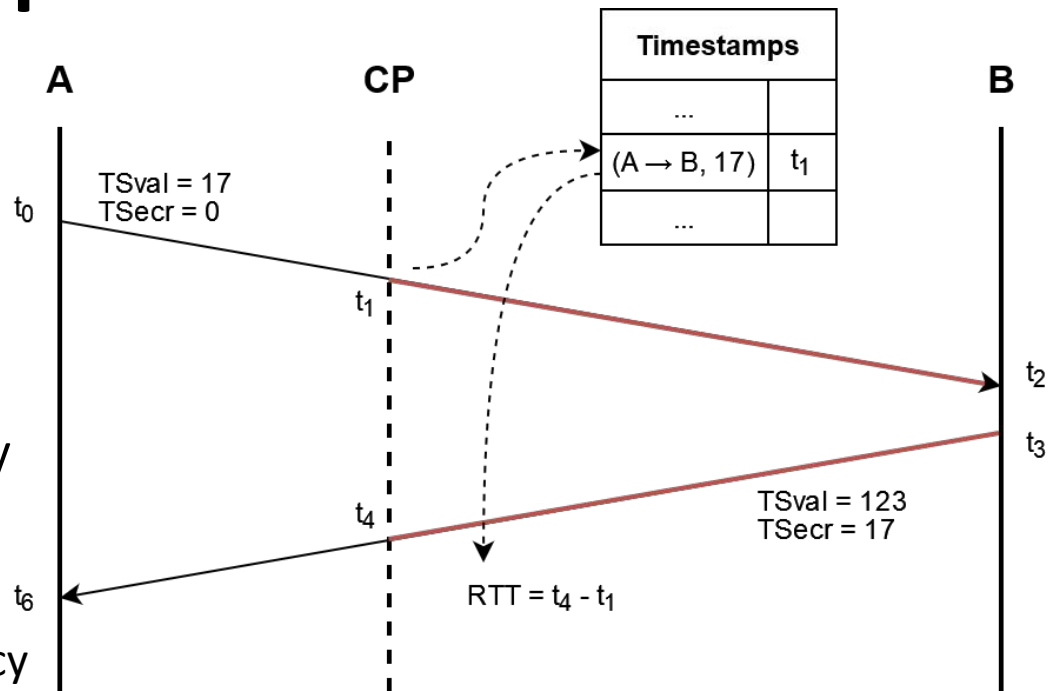 Timestamps
A
CP
B
...
(A → B, 17)
t1
...
TSval = 17
TSecr = 0
t0
t1
t2
t3
TSval = 123
TSecr = 17
t4
RTT = t4 - t1
t6
cy